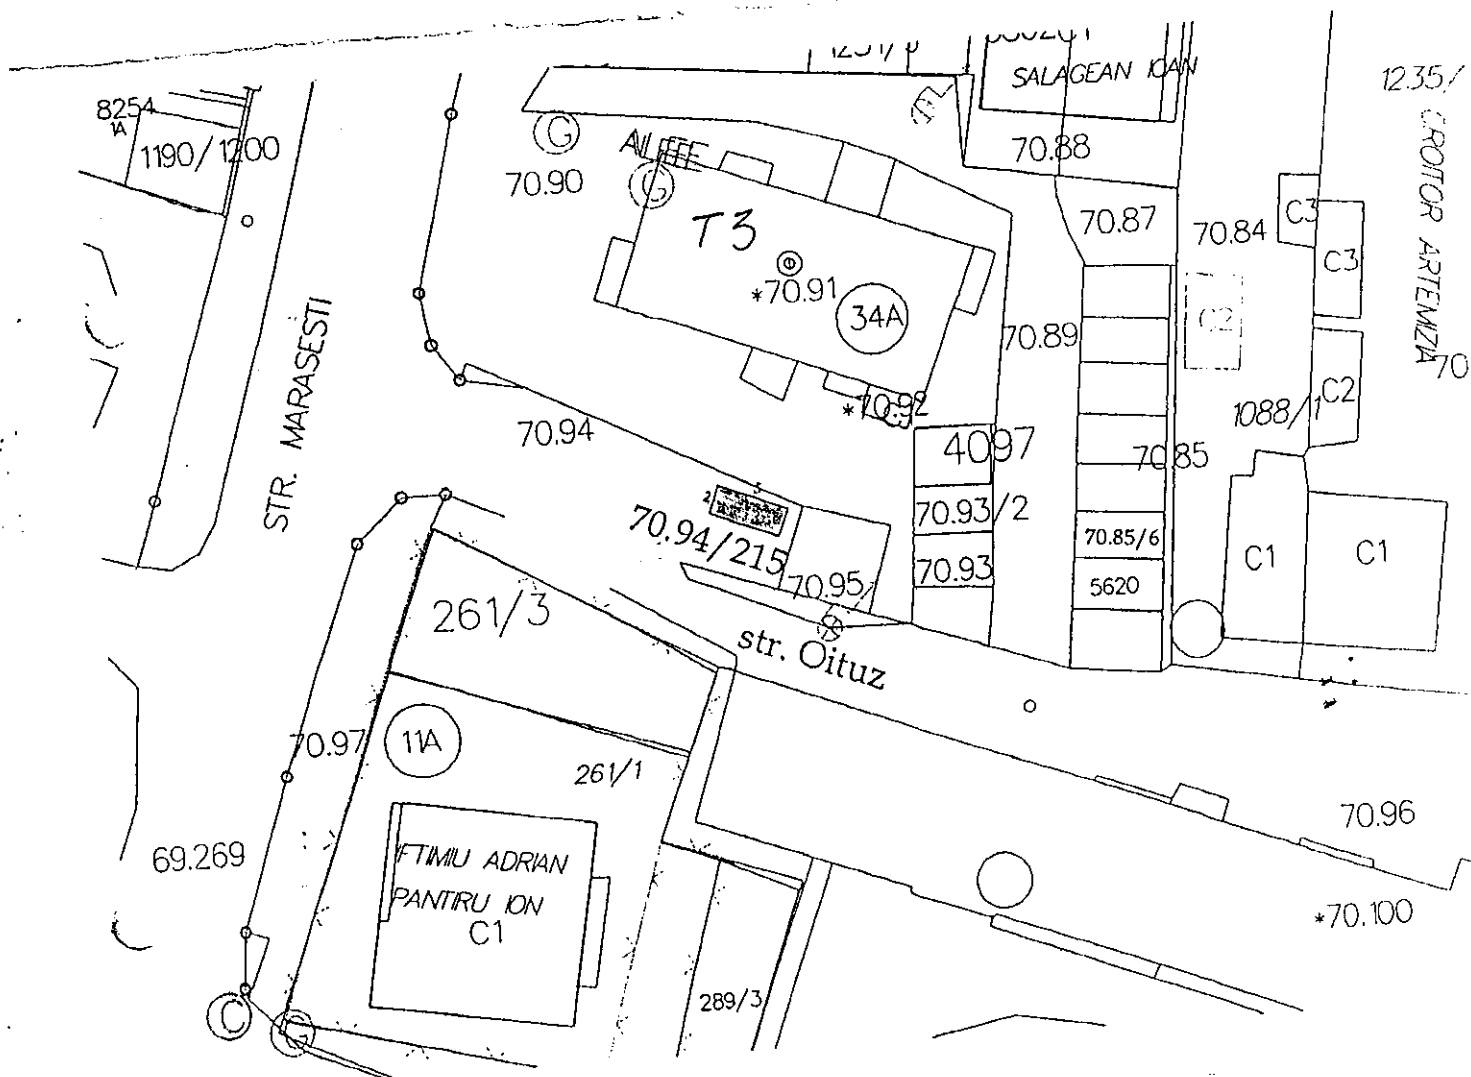 SALAGEAN IOAN
12.35/
8254
1A
1190/1200
CROITOR ARTEMIZIA
G
70.88
70.90
G
T3
70.87
70.84
C3
C3
*70.91
34A
C2
70.89
STR. MARASESTI
70
C2
*70.92
1088/1
70.94
4097
70.85
2
3
70.93/2
70.94/215
70.85/6
C1
C1
70.93
70.95
5620
261/3
str. Oituz
70.97
11A
261/1
70.96
69.269
IFTIMIU ADRIAN
PANTIRU ION
C1
*70.100
289/3
C
G